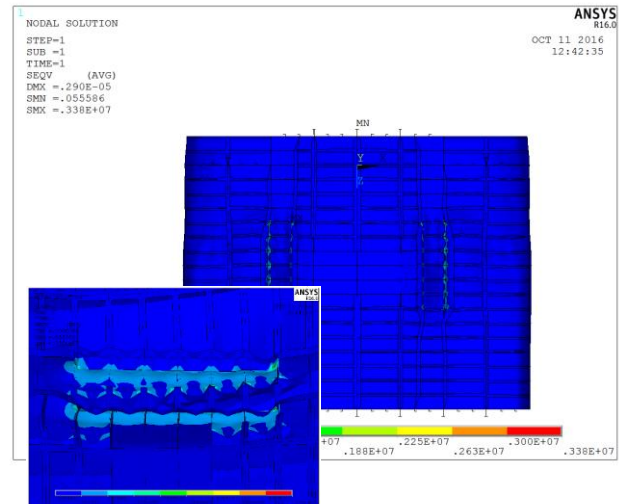 1
NODAL SOLUTION
STEP=1
SUB =1
TIME=1
SEQV (AVG)
DMX =.290E-05
SMN =.055586
SMX =.338E+07
ANSYS
R16.0
OCT 11 2016
12:42:35
MN
Y
ANSYS
R16.0
+07 .225E+07 .300E+07
.188E+07 .263E+07 .338E+07